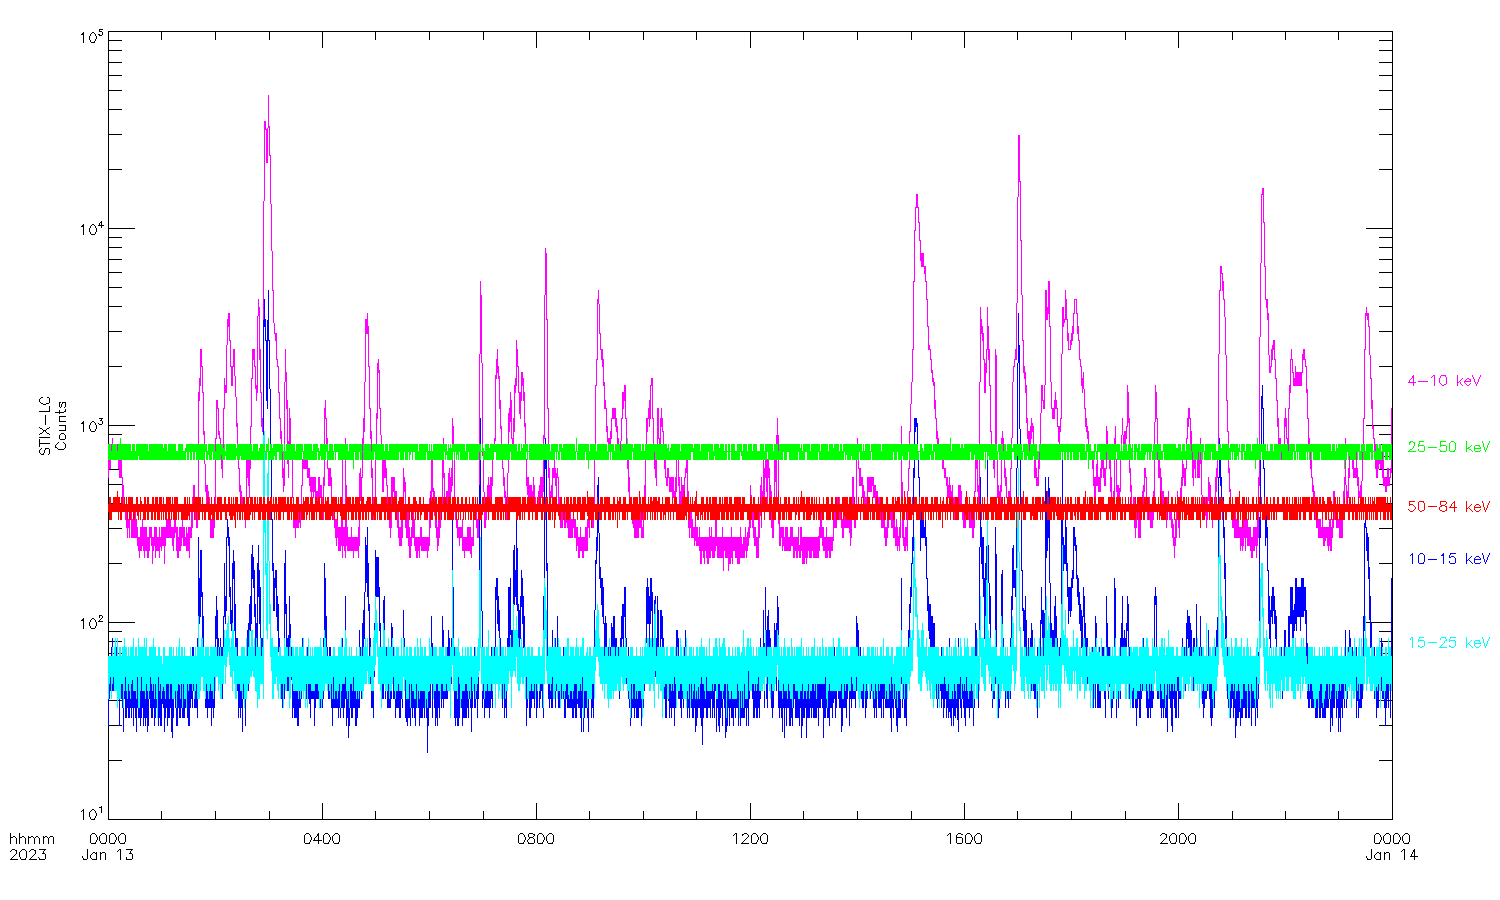 10⁵
10⁴
10³
10²
10¹
STIX-LC
Counts
4-10 keV
25-50 keV
50-84 keV
10-15 keV
15-25 keV
hhmm 0000 0400 0800 1200 1600 2000 0000
2023 Jan 13 Jan 14